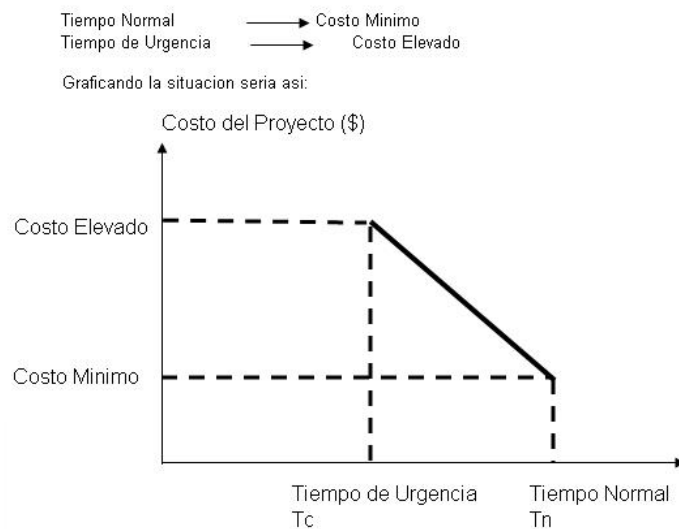 Tiempo Normal Costo Minimo
Tiempo de Urgencia Costo Elevado
Graficando la situacion seria asi:
Costo del Proyecto ($)
Costo Elevado
Costo Minimo
Tiempo de Urgencia Tiempo Normal
Tc Tn